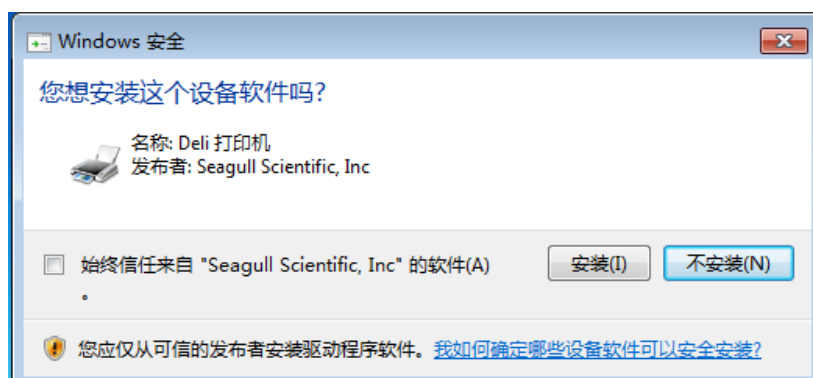 Windows 安全
您想安装这个设备软件吗?
名称: Deli 打印机
发布者: Seagull Scientific, Inc
始终信任来自 "Seagull Scientific, Inc" 的软件(A)
。
安装(I)
不安装(N)
您应仅从可信的发布者安装驱动程序软件。我如何确定哪些设备软件可以安全安装?